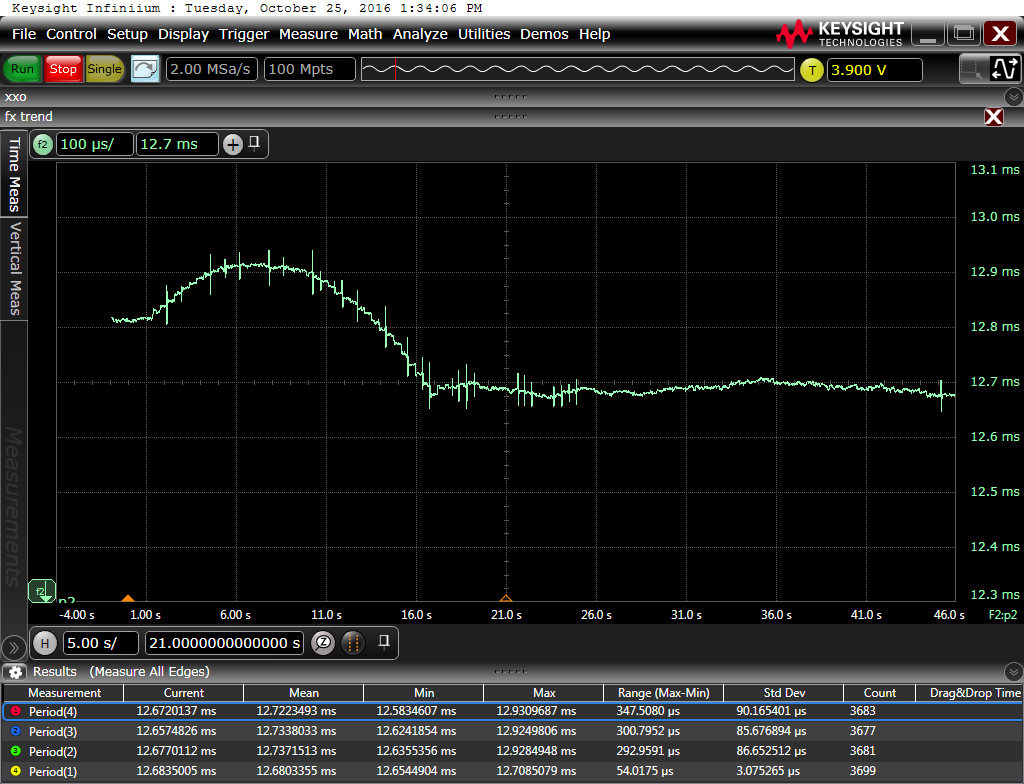 Keysight Infiniium : Tuesday, October 25, 2016 1:34:06 PM
File Control Setup Display Trigger Measure Math Analyze Utilities Demos Help
KEYSIGHT
TECHNOLOGIES
Run Stop Single 2.00 MSa/s 100 Mpts T 3.900 V
xxo
fx trend
Time Meas
Vertical Meas
Measurements
f2 100 µs/ 12.7 ms
13.1 ms
13.0 ms
12.9 ms
12.8 ms
12.7 ms
12.6 ms
12.5 ms
12.4 ms
12.3 ms
f2
-4.00 s 1.00 s 6.00 s 11.0 s 16.0 s 21.0 s 26.0 s 31.0 s 36.0 s 41.0 s 46.0 s F2:p2
H 5.00 s/ 21.0000000000000 s Z
Results (Measure All Edges)
Measurement Current Mean Min Max Range (Max-Min) Std Dev Count Drag&Drop Time
Period(4) 12.6720137 ms 12.7223493 ms 12.5834607 ms 12.9309687 ms 347.5080 µs 90.165401 µs 3683
Period(3) 12.6574826 ms 12.7338033 ms 12.6241854 ms 12.9249806 ms 300.7952 µs 85.676894 µs 3677
Period(2) 12.6770112 ms 12.7371513 ms 12.6355356 ms 12.9284948 ms 292.9591 µs 86.652512 µs 3681
Period(1) 12.6835005 ms 12.6803355 ms 12.6544904 ms 12.7085079 ms 54.0175 µs 3.075265 µs 3699